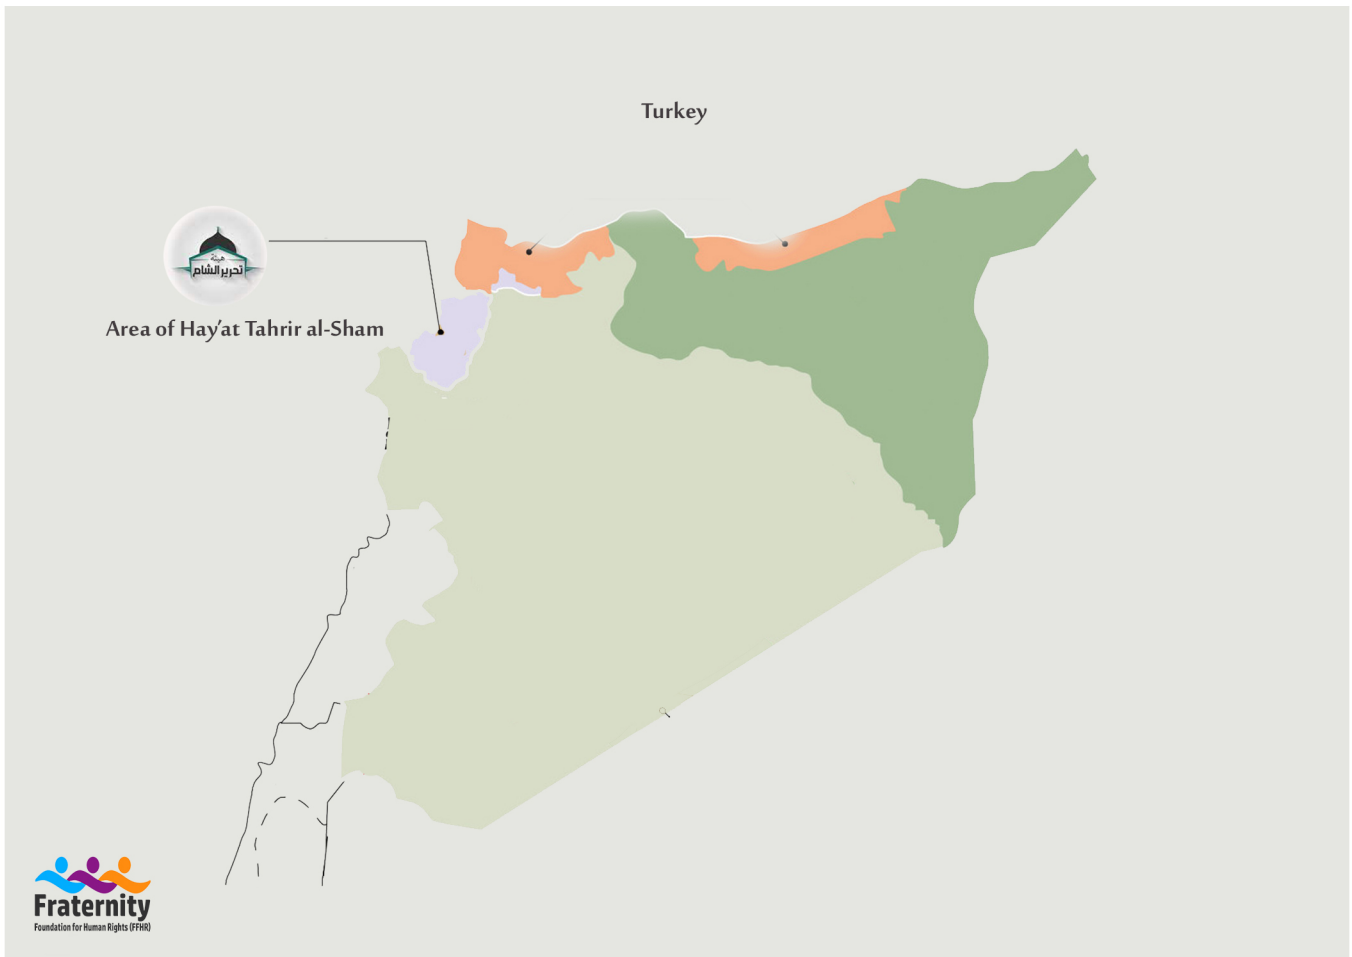 Turkey
هيئة
تحرير الشام
Area of Hay'at Tahrir al-Sham
Fraternity
Foundation for Human Rights (FFHR)